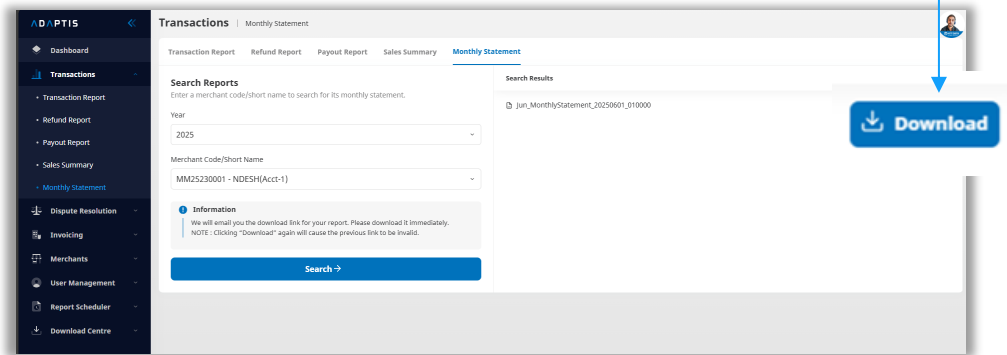 ADAPTIS
Dashboard
Transactions
Transaction Report
Refund Report
Payout Report
Sales Summary
Monthly Statement
Dispute Resolution
Invoicing
Merchants
User Management
Report Scheduler
Download Centre
Transactions | Monthly Statement
Transaction Report Refund Report Payout Report Sales Summary Monthly Statement
Search Reports
Enter a merchant code/short name to search for its monthly statement.
Year
2025
Merchant Code/Short Name
MM25230001 - NDESH(Acct-1)
Information
We will email you the download link for your report. Please download it immediately.
NOTE : Clicking "Download" again will cause the previous link to be invalid.
Search
Search Results
Jun_MonthlyStatement_20250601_010000
Download